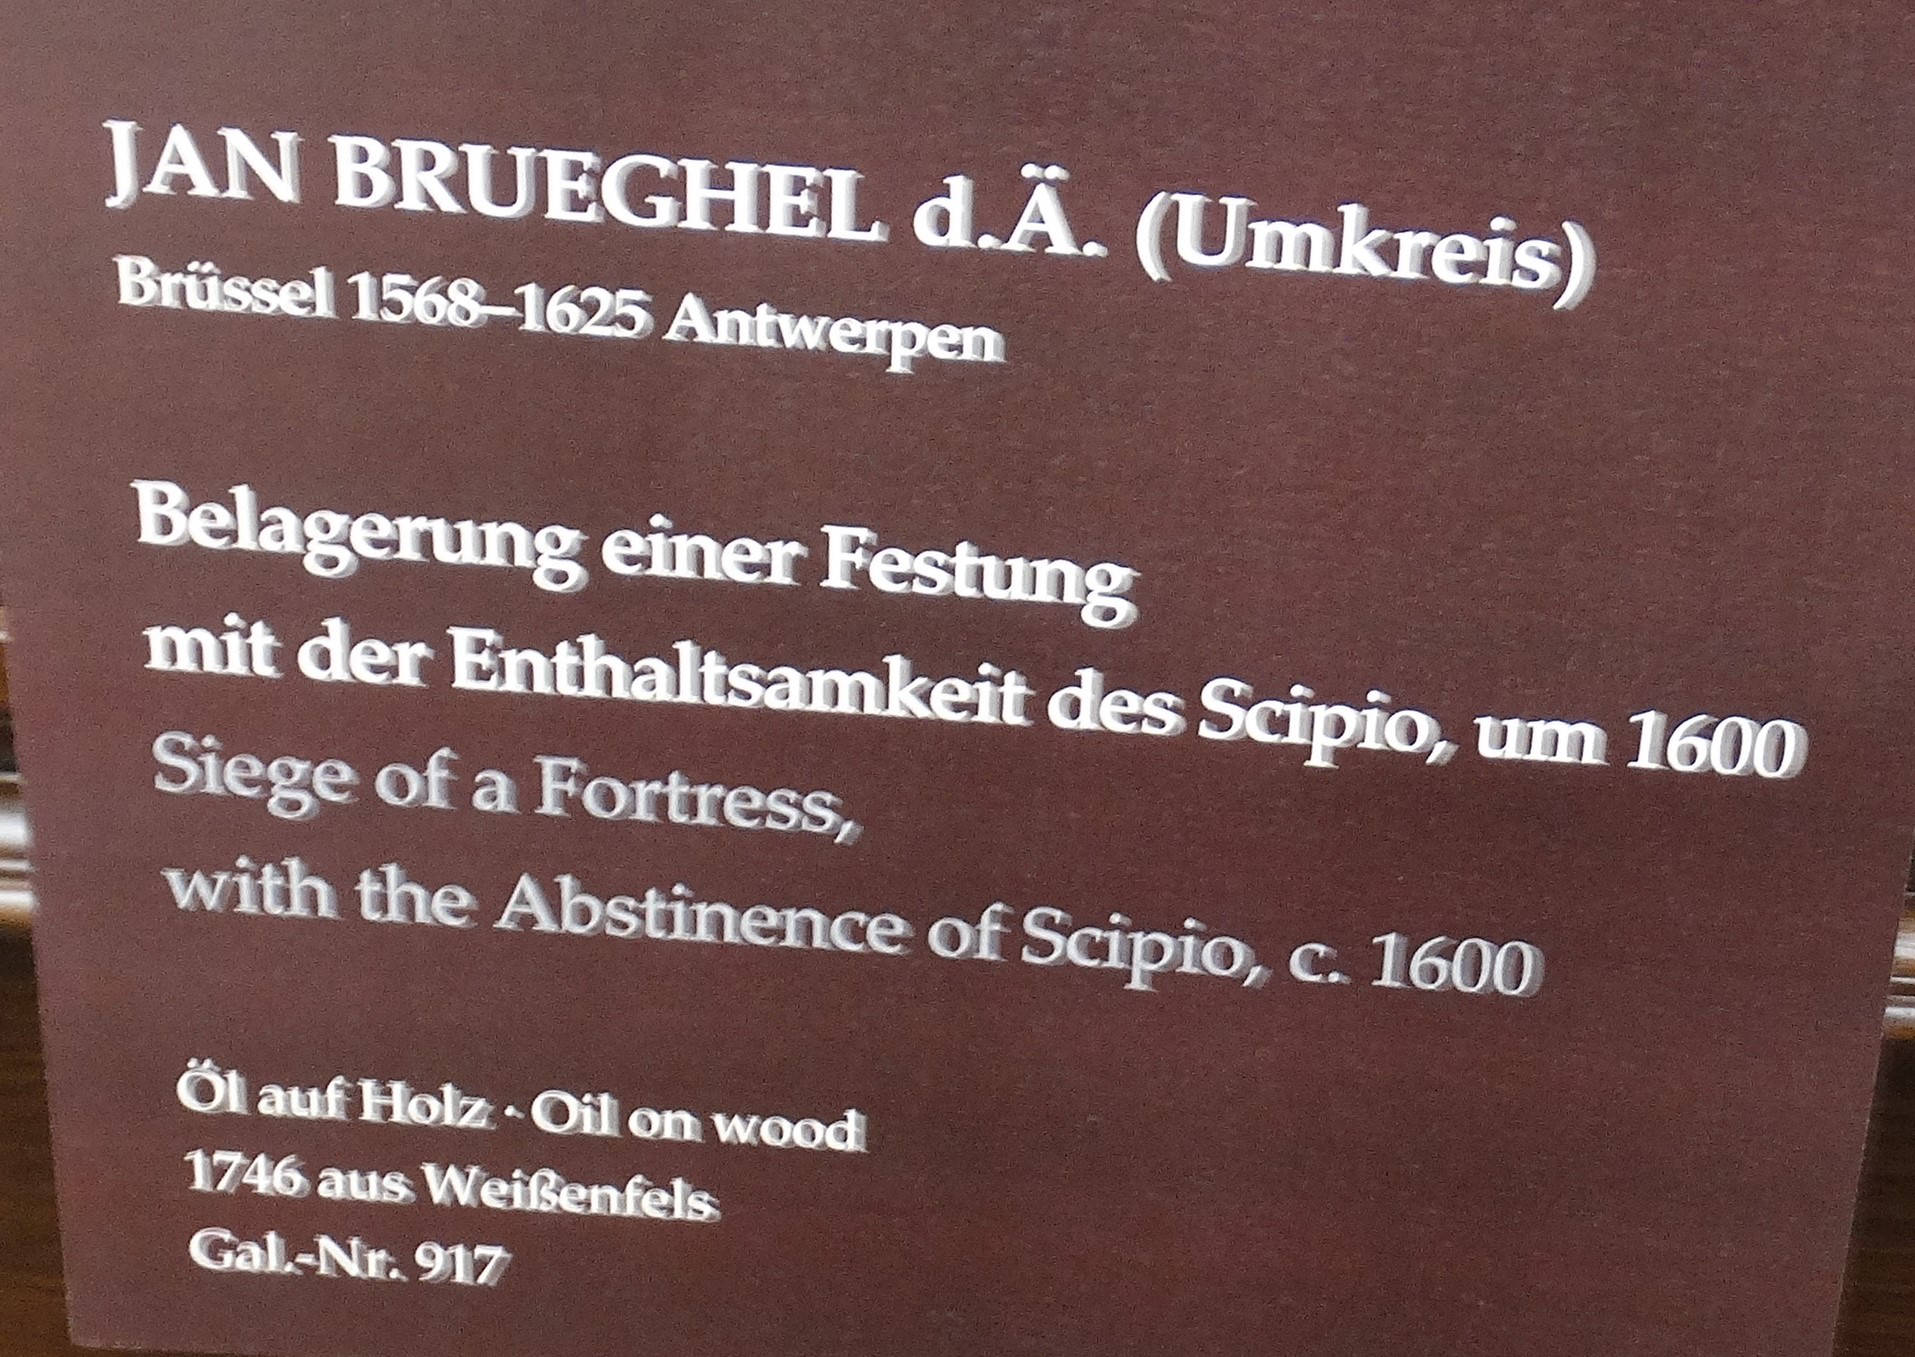 JAN BRUEGHEL d.Ä. (Umkreis)
Brüssel 1568–1625 Antwerpen
Belagerung einer Festung
mit der Enthaltsamkeit des Scipio, um 1600
Siege of a Fortress,
with the Abstinence of Scipio, c. 1600
Öl auf Holz · Oil on wood
1746 aus Weißenfels
Gal.-Nr. 917